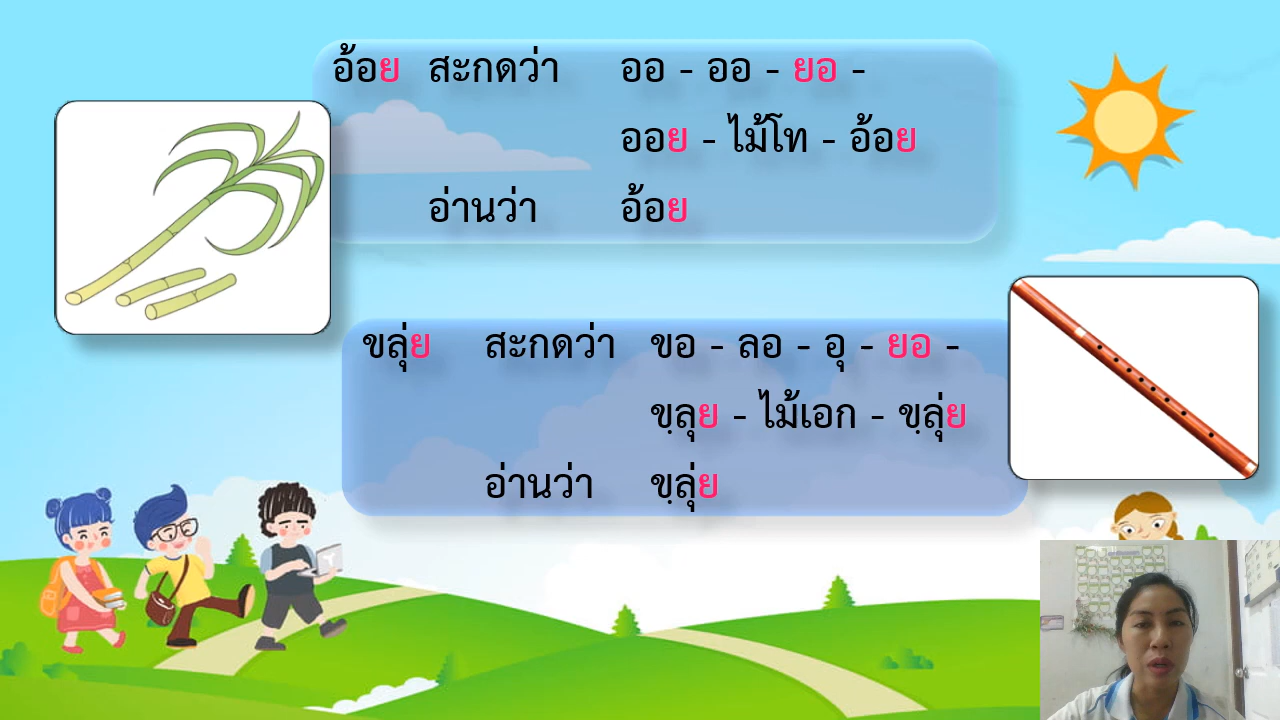 อ้อย สะกดว่า ออ - ออ - ยอ -
ออย - ไม้โท - อ้อย
อ่านว่า อ้อย
ขลุ่ย สะกดว่า ขอ - ลอ - อุ - ยอ -
ขฺลุย - ไม้เอก - ขฺลุ่ย
อ่านว่า ขฺลุ่ย